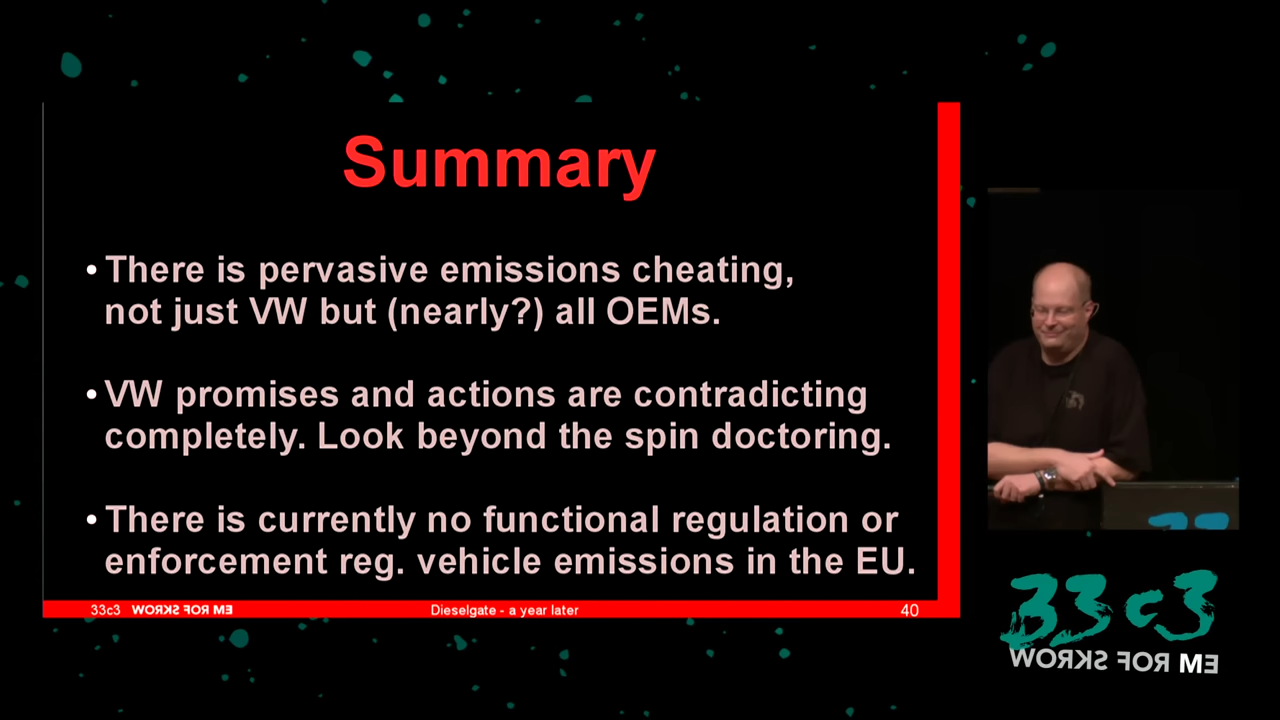 Summary
• There is pervasive emissions cheating,
not just VW but (nearly?) all OEMs.
• VW promises and actions are contradicting
completely. Look beyond the spin doctoring.
• There is currently no functional regulation or
enforcement reg. vehicle emissions in the EU.
33c3 WORKS FOR ME Dieselgate - a year later 40
33c3
WORKS FOR ME